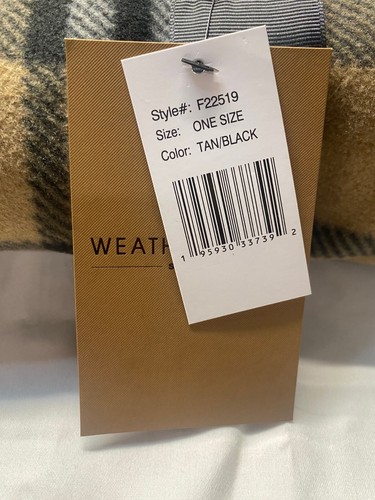 Style#: F22519
Size: ONE SIZE
Color: TAN/BLACK
1 95930 33739 2
WEATH
S